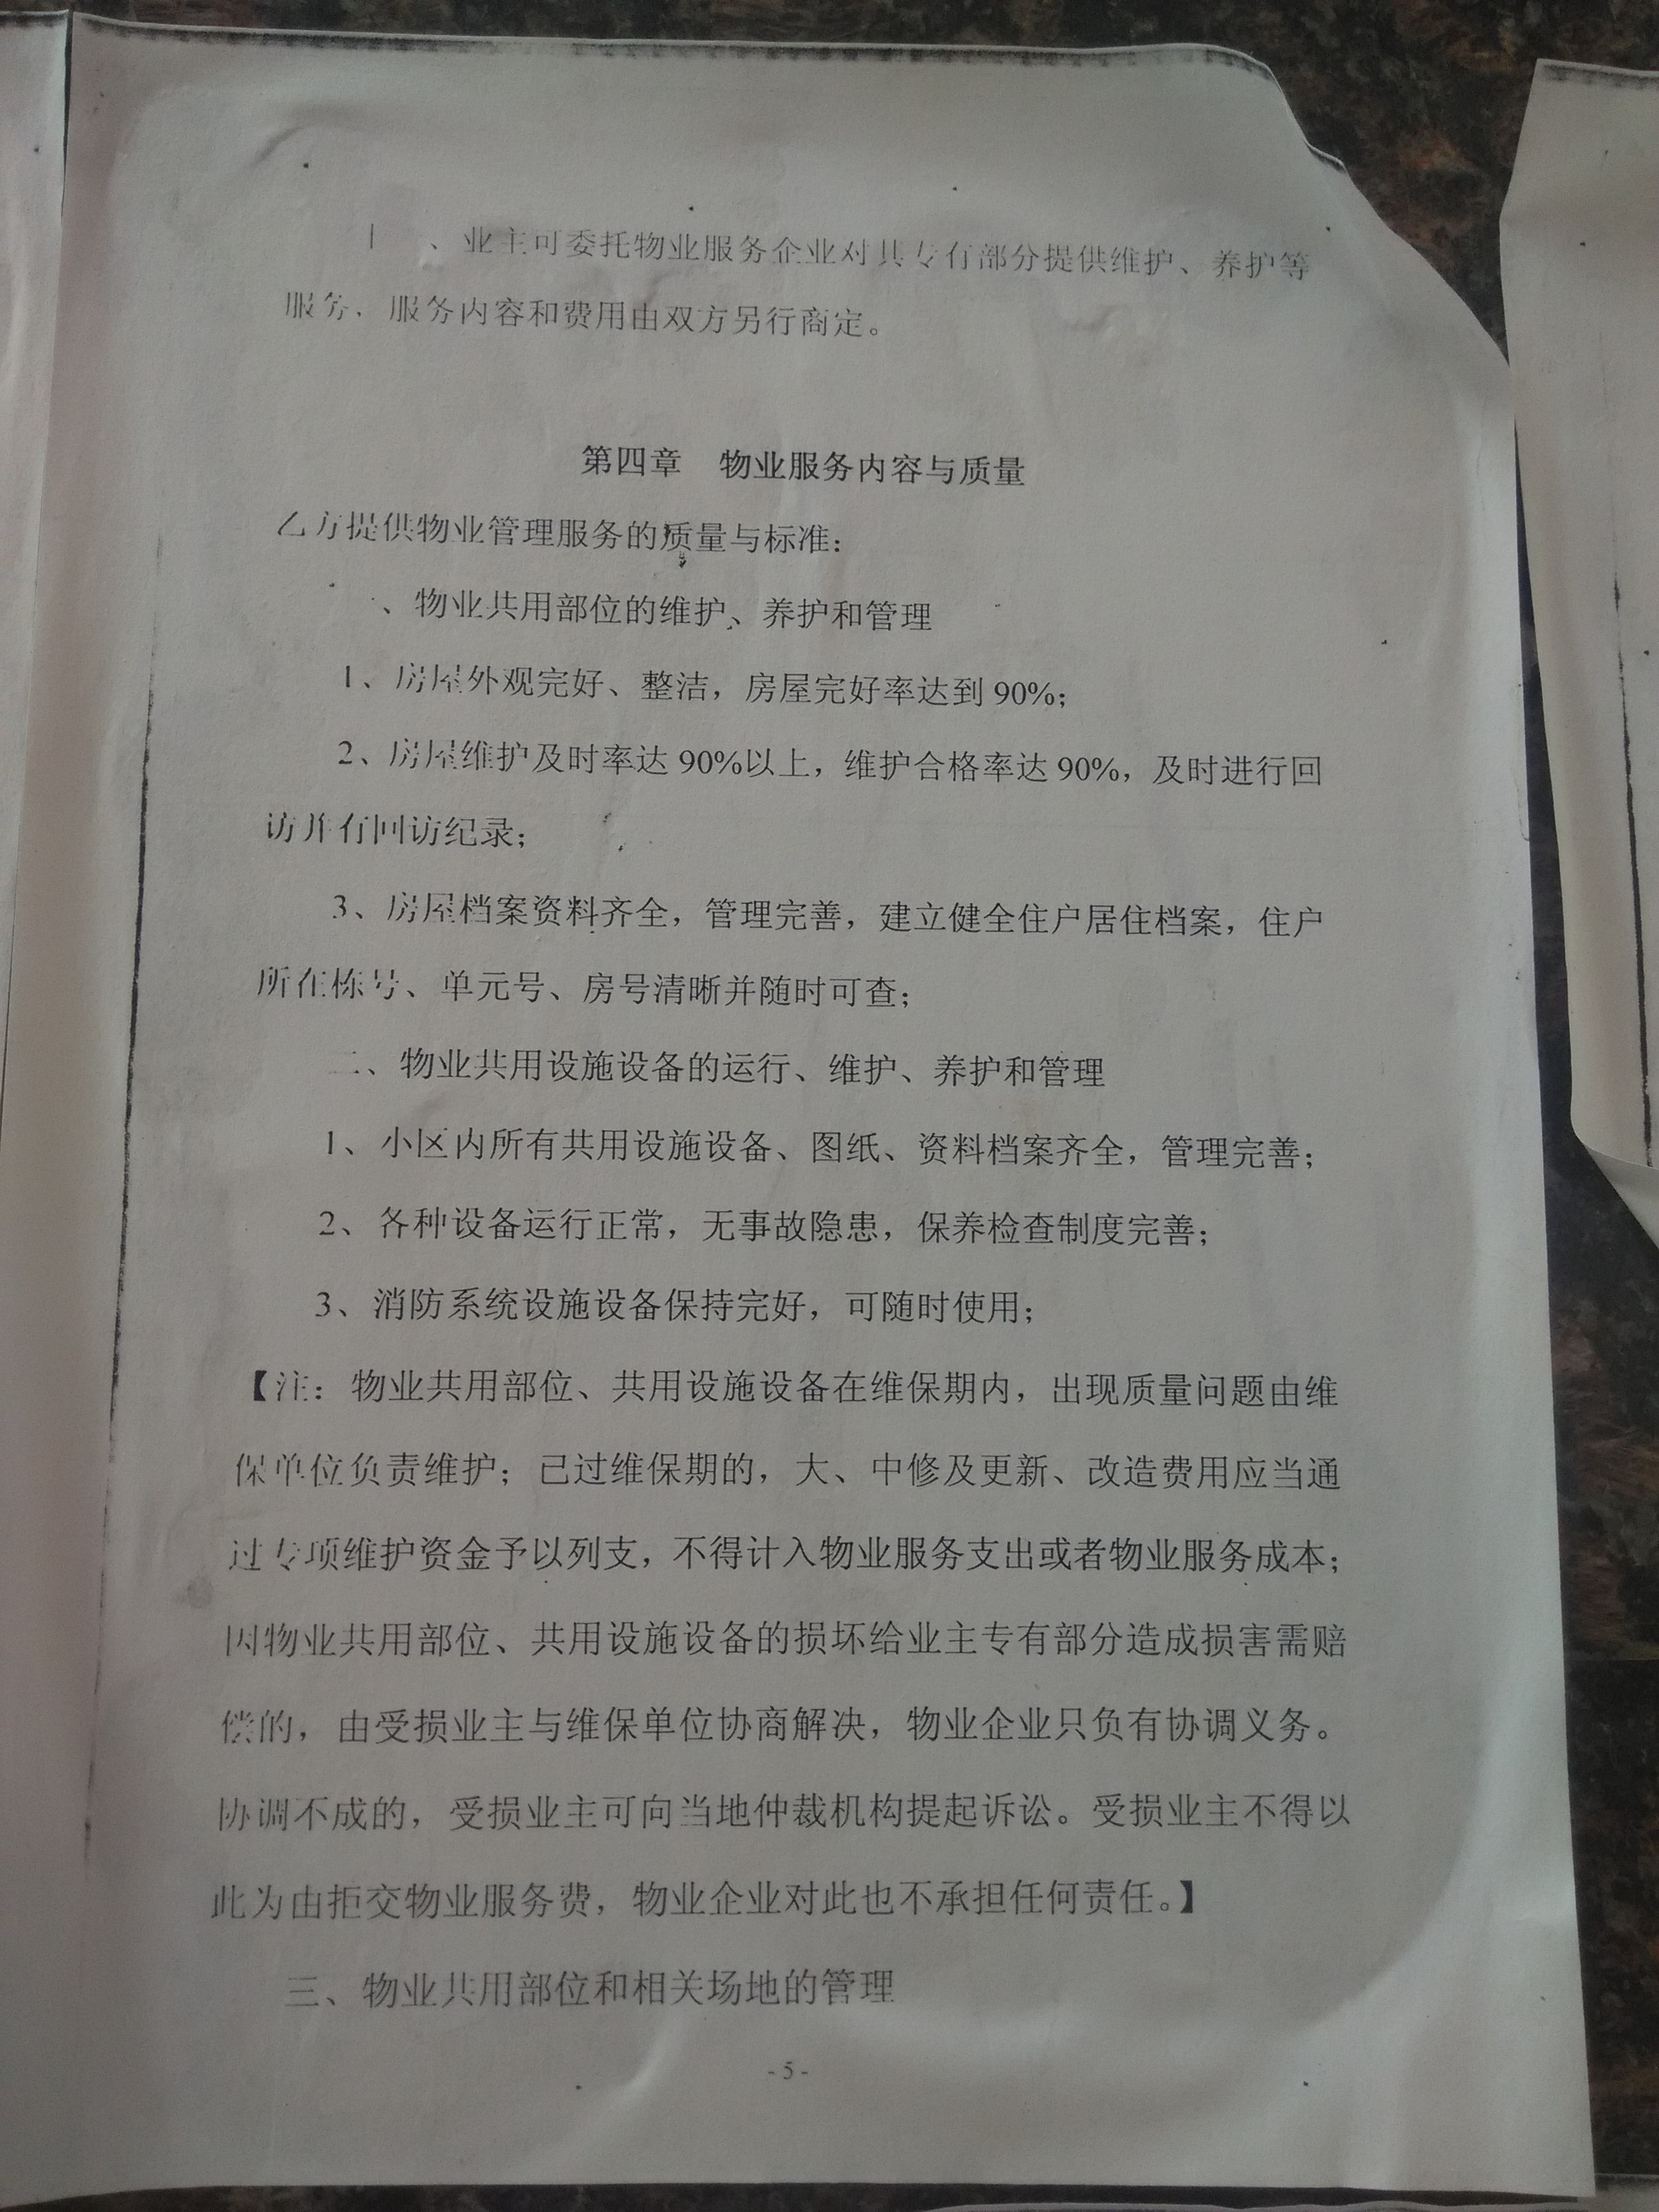 、业主可委托物业服务企业对其专有部分提供维护、养护等
服务，服务内容和费用由双方另行商定。
第四章 物业服务内容与质量
乙方提供物业管理服务的质量与标准：
、物业共用部位的维护、养护和管理
1、房屋外观完好、整洁，房屋完好率达到90%；
2、房屋维护及时率达90%以上，维护合格率达90%，及时进行回
访并有回访纪录；
3、房屋档案资料齐全，管理完善，建立健全住户居住档案，住户
所在栋号、单元号、房号清晰并随时可查；
二、物业共用设施设备的运行、维护、养护和管理
1、小区内所有共用设施设备、图纸、资料档案齐全，管理完善；
2、各种设备运行正常，无事故隐患，保养检查制度完善；
3、消防系统设施设备保持完好，可随时使用；
【注：物业共用部位、共用设施设备在维保期内，出现质量问题由维
保单位负责维护；已过维保期的，大、中修及更新、改造费用应当通
过专项维护资金予以列支，不得计入物业服务支出或者物业服务成本；
因物业共用部位、共用设施设备的损坏给业主专有部分造成损害需赔
偿的，由受损业主与维保单位协商解决，物业企业只负有协调义务。
协调不成的，受损业主可向当地仲裁机构提起诉讼。受损业主不得以
此为由拒交物业服务费，物业企业对此也不承担任何责任。】
三、物业共用部位和相关场地的管理
- 5 -